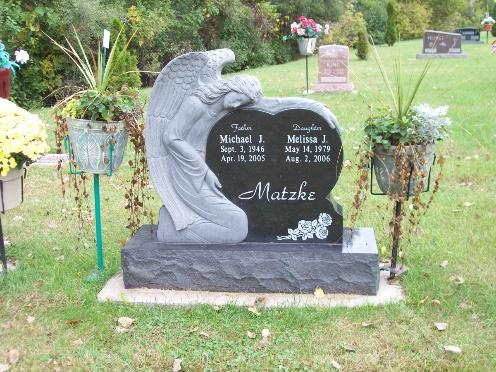 Father
Michael J.
Sept. 3, 1946
Apr. 19, 2005
Daughter
Melissa J.
May 14, 1979
Aug. 2, 2006
Matzke